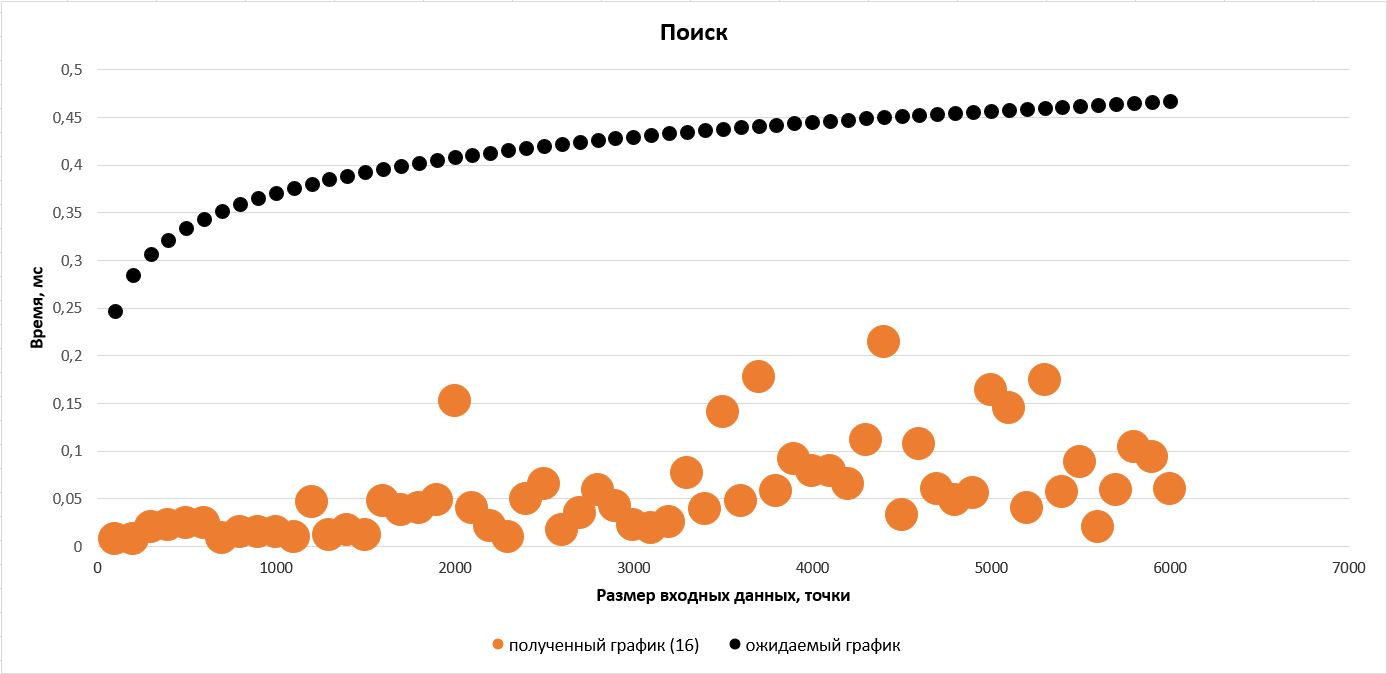 Поиск
0,5
0,45
0,4
0,35
0,3
0,25
0,2
0,15
0,1
0,05
0
Время, мс
0 1000 2000 3000 4000 5000 6000 7000
Размер входных данных, точки
полученный график (16) ожидаемый график